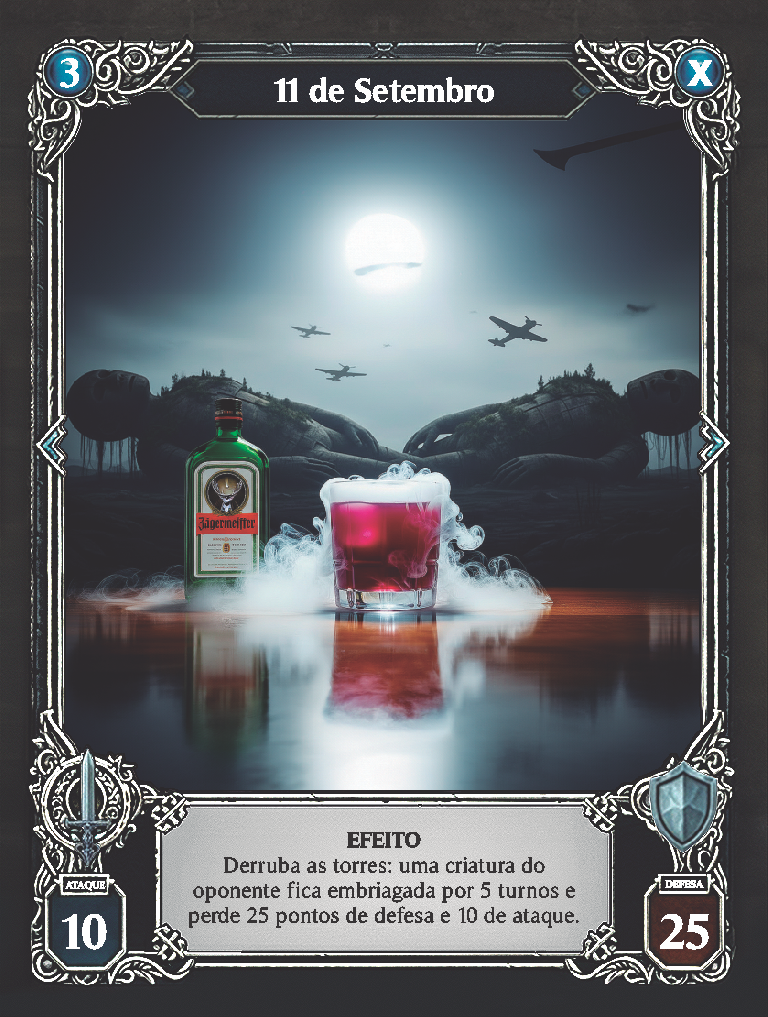 3
11 de Setembro
X
Jägermeister
EFEITO
Derruba as torres: uma criatura do
oponente fica embriagada por 5 turnos e
perde 25 pontos de defesa e 10 de ataque.
ATAQUE
10
DEFESA
25